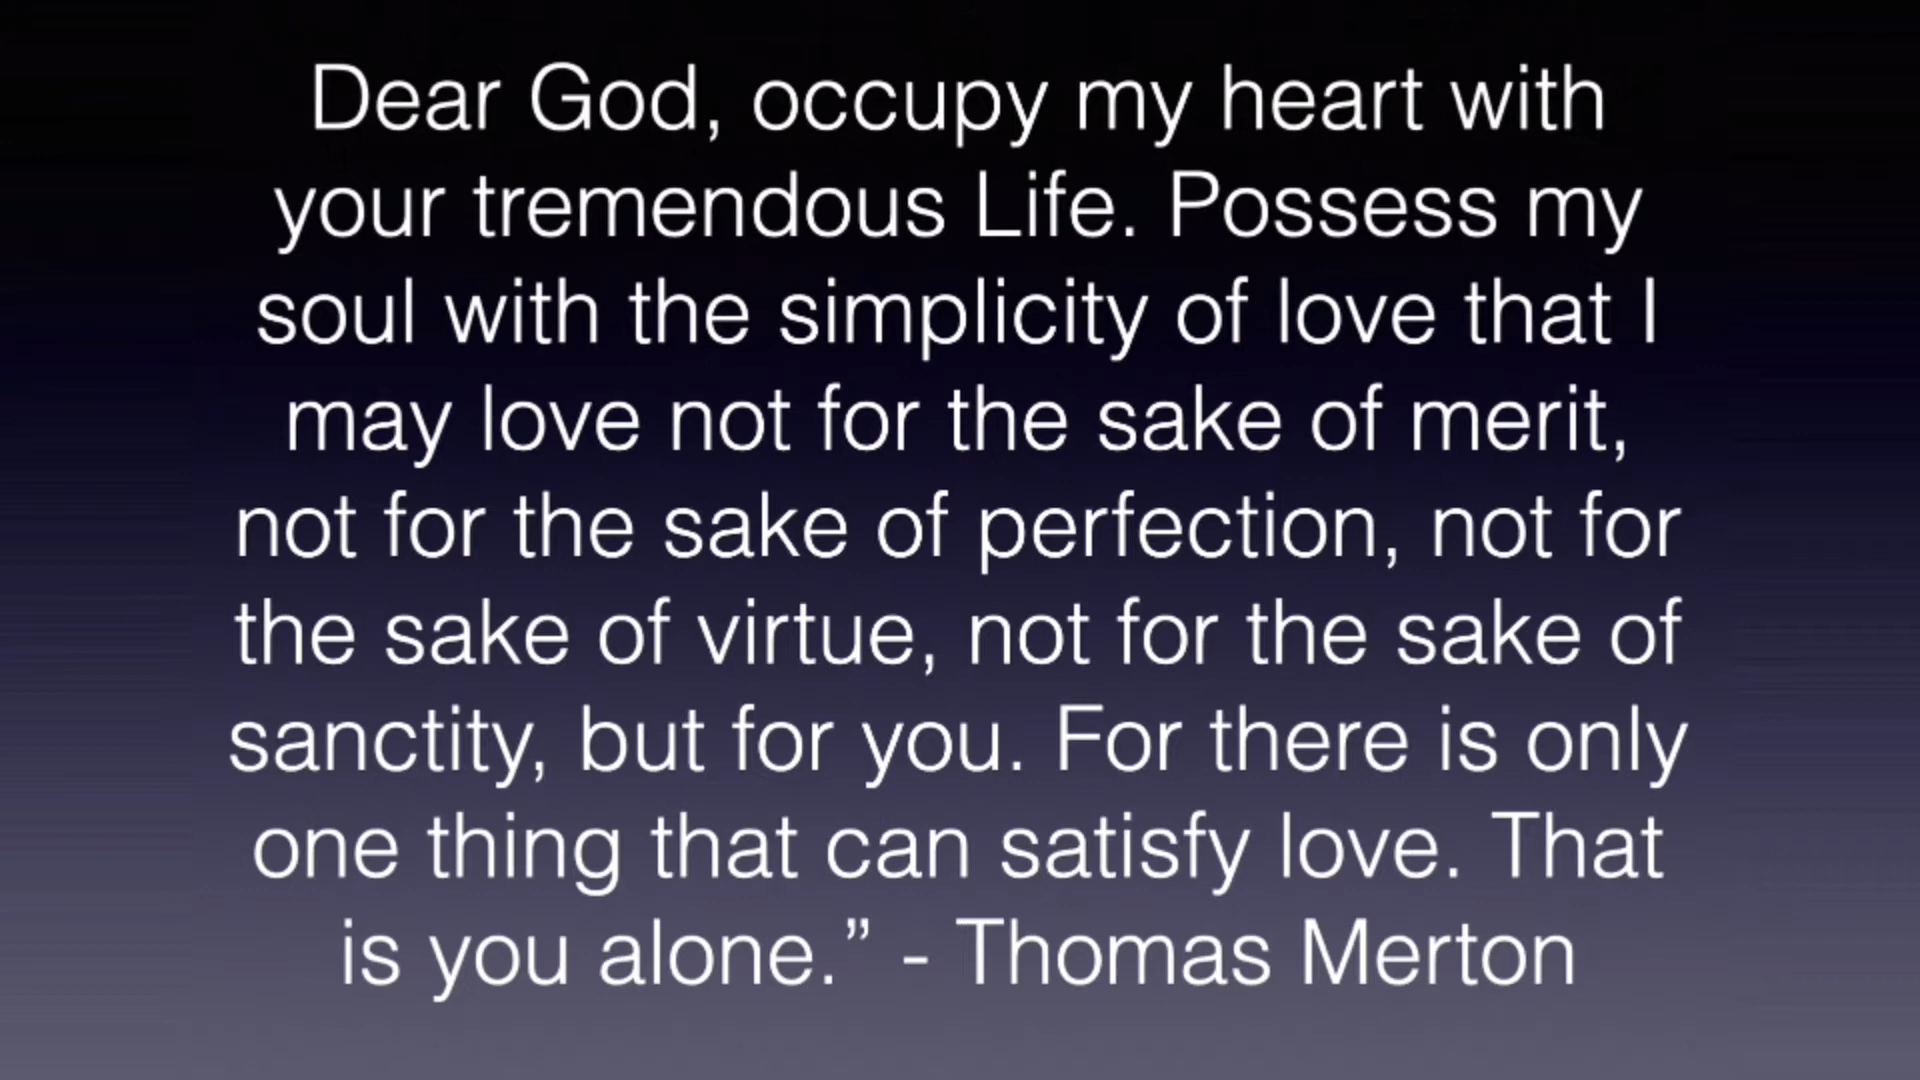 Dear God, occupy my heart with
your tremendous Life. Possess my
soul with the simplicity of love that I
may love not for the sake of merit,
not for the sake of perfection, not for
the sake of virtue, not for the sake of
sanctity, but for you. For there is only
one thing that can satisfy love. That
is you alone.” - Thomas Merton